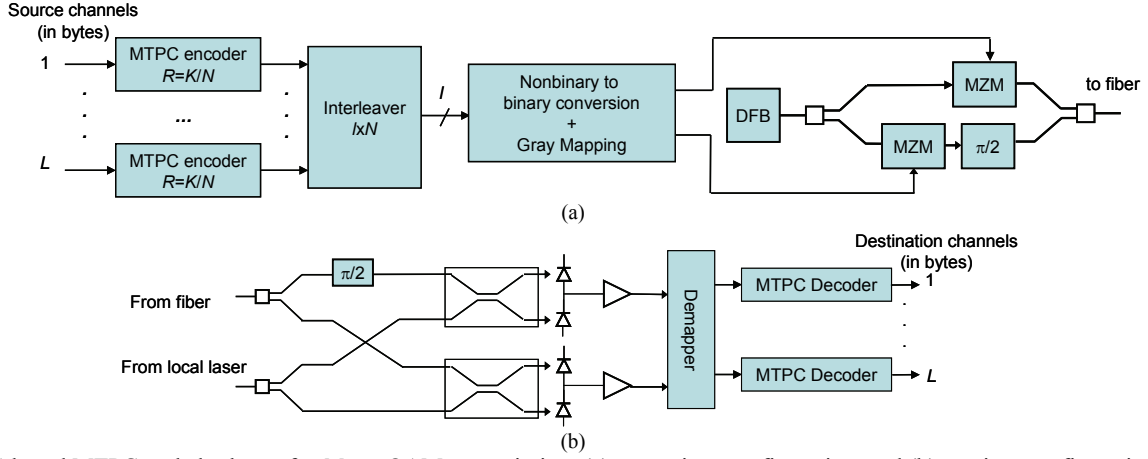 Source channels
(in bytes)
1
MTPC encoder
R=K/N
...
L
MTPC encoder
R=K/N
Interleaver
lxN
l
Nonbinary to
binary conversion
+
Gray Mapping
DFB
MZM
MZM
π/2
to fiber
(a)
From fiber
π/2
From local laser
Demapper
Destination channels
(in bytes)
MTPC Decoder
1
MTPC Decoder
L
(b)